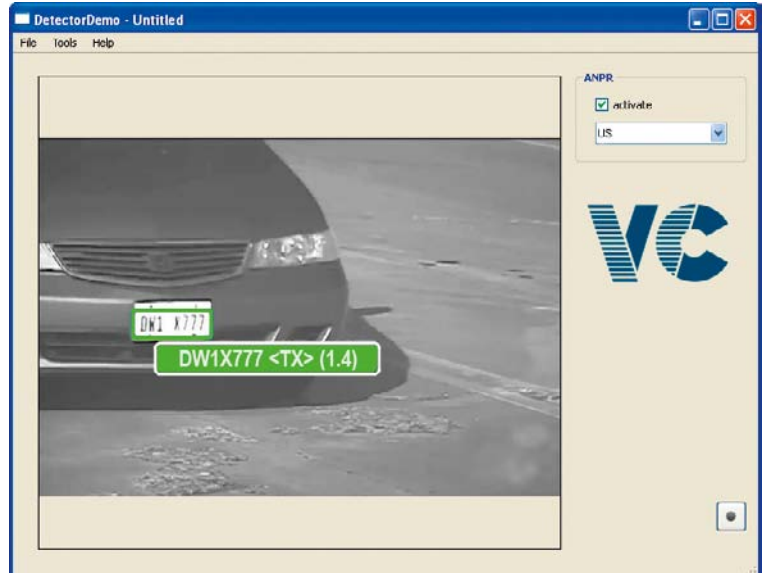 DetectorDemo - Untitled
File Tools Help
ANPR
activate
US
VC
DW1 X777
DW1X777 <TX> (1.4)